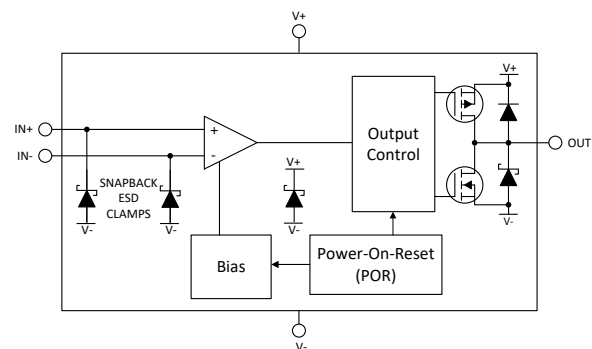 V+
V+
IN+
+
Output
Control
OUT
IN-
-
SNAPBACK
ESD
CLAMPS
V+
V-
V-
V-
V-
Bias
Power-On-Reset
(POR)
V-